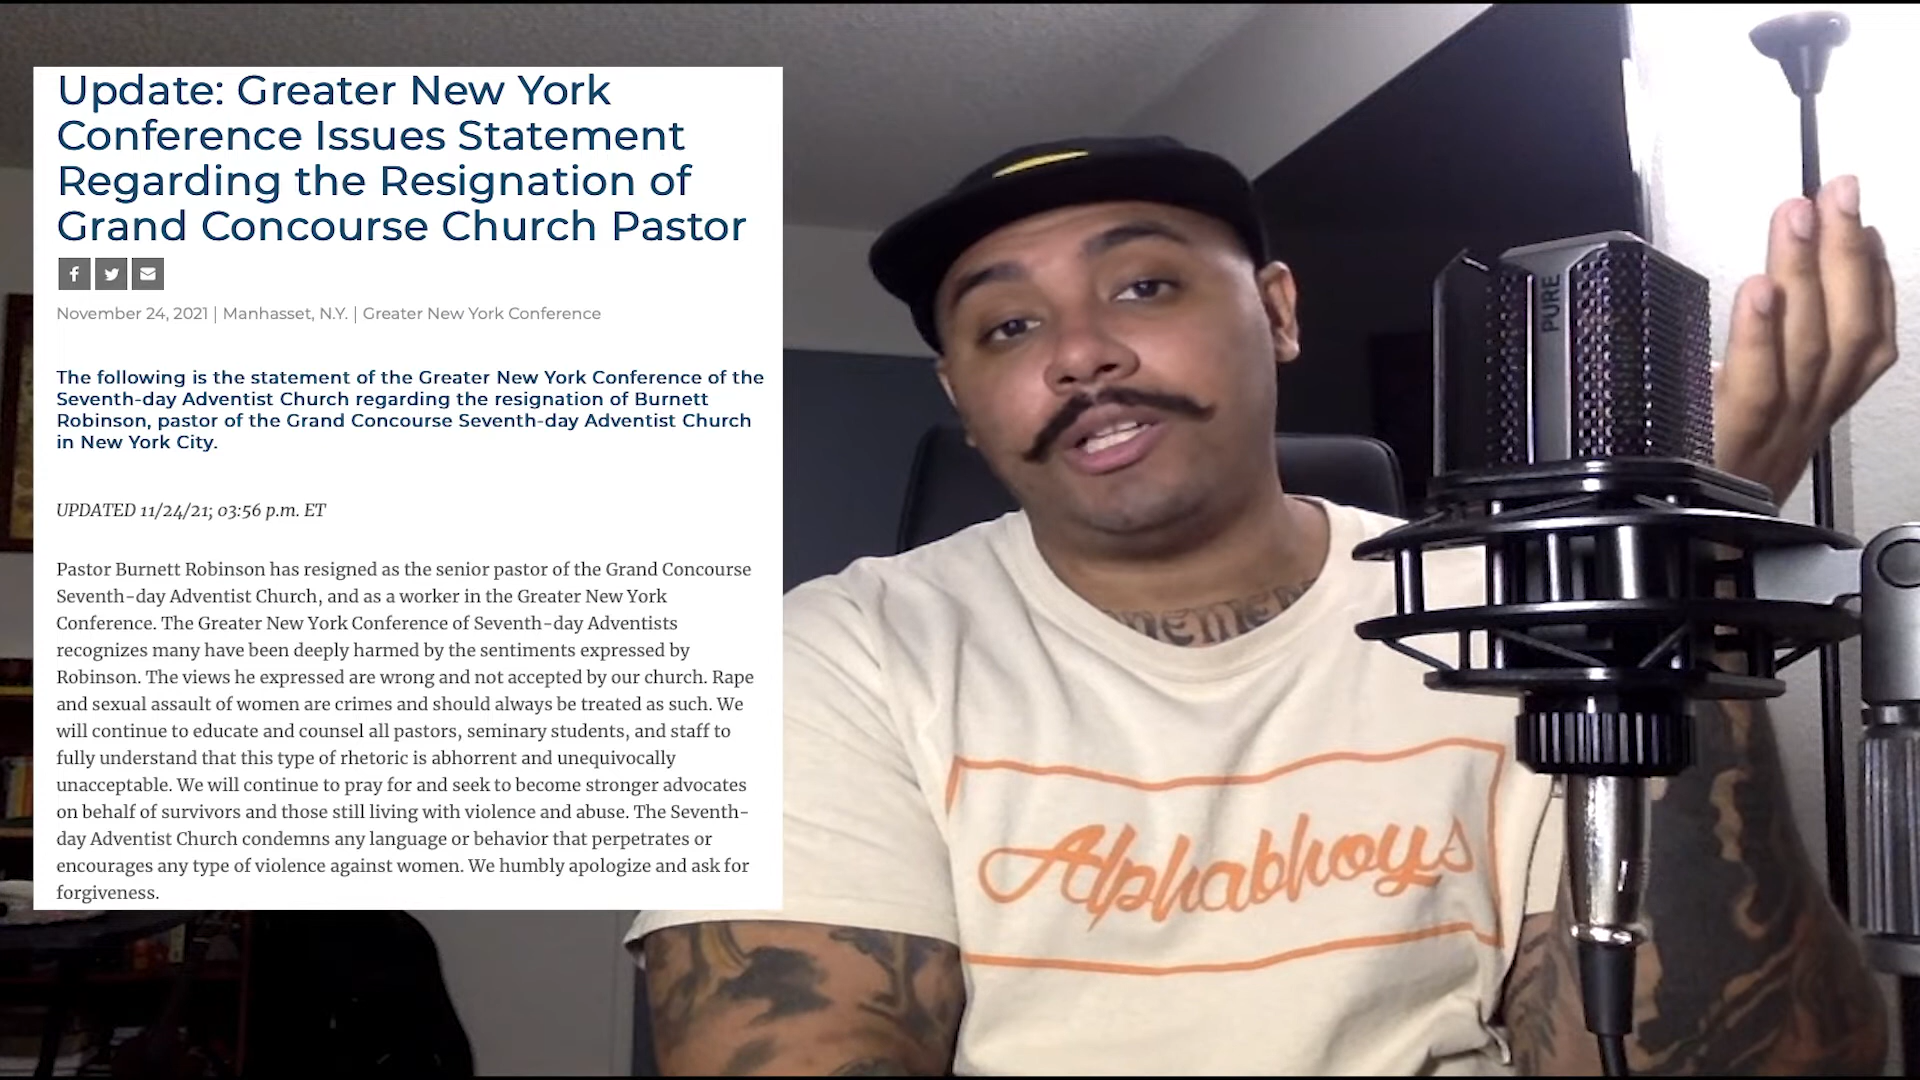 Update: Greater New York
Conference Issues Statement
Regarding the Resignation of
Grand Concourse Church Pastor
November 24, 2021 | Manhasset, N.Y. | Greater New York Conference
The following is the statement of the Greater New York Conference of the
Seventh-day Adventist Church regarding the resignation of Burnett
Robinson, pastor of the Grand Concourse Seventh-day Adventist Church
in New York City.
UPDATED 11/24/21; 03:56 p.m. ET
Pastor Burnett Robinson has resigned as the senior pastor of the Grand Concourse
Seventh-day Adventist Church, and as a worker in the Greater New York
Conference. The Greater New York Conference of Seventh-day Adventists
recognizes many have been deeply harmed by the sentiments expressed by
Robinson. The views he expressed are wrong and not accepted by our church. Rape
and sexual assault of women are crimes and should always be treated as such. We
will continue to educate and counsel all pastors, seminary students, and staff to
fully understand that this type of rhetoric is abhorrent and unequivocally
unacceptable. We will continue to pray for and seek to become stronger advocates
on behalf of survivors and those still living with violence and abuse. The Seventh-
day Adventist Church condemns any language or behavior that perpetrates or
encourages any type of violence against women. We humbly apologize and ask for
forgiveness.
PURE
Alphabhoys